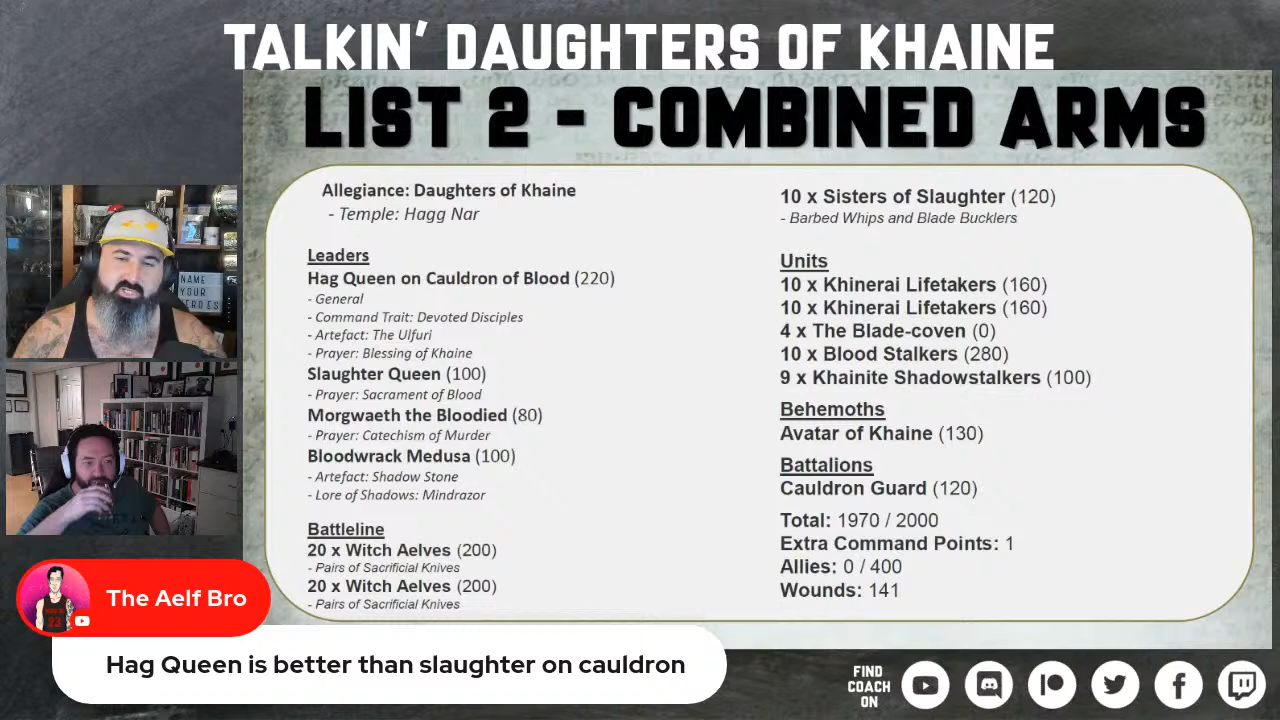 TALKIN' DAUGHTERS OF KHAINE
LIST 2 - COMBINED ARMS
Allegiance: Daughters of Khaine
- Temple: Hagg Nar
Leaders
Hag Queen on Cauldron of Blood (220)
- General
- Command Trait: Devoted Disciples
- Artefact: The Ulfuri
- Prayer: Blessing of Khaine
Slaughter Queen (100)
- Prayer: Sacrament of Blood
Morgwaeth the Bloodied (80)
- Prayer: Catechism of Murder
Bloodwrack Medusa (100)
- Artefact: Shadow Stone
- Lore of Shadows: Mindrazor
Battleline
20 x Witch Aelves (200)
- Pairs of Sacrificial Knives
20 x Witch Aelves (200)
- Pairs of Sacrificial Knives
10 x Sisters of Slaughter (120)
- Barbed Whips and Blade Bucklers
Units
10 x Khinerai Lifetakers (160)
10 x Khinerai Lifetakers (160)
4 x The Blade-coven (0)
10 x Blood Stalkers (280)
9 x Khainite Shadowstalkers (100)
Behemoths
Avatar of Khaine (130)
Battalions
Cauldron Guard (120)
Total: 1970 / 2000
Extra Command Points: 1
Allies: 0 / 400
Wounds: 141
NAME
YOUR
The Aelf Bro
23
Hag Queen is better than slaughter on cauldron
FIND
COACH
ON